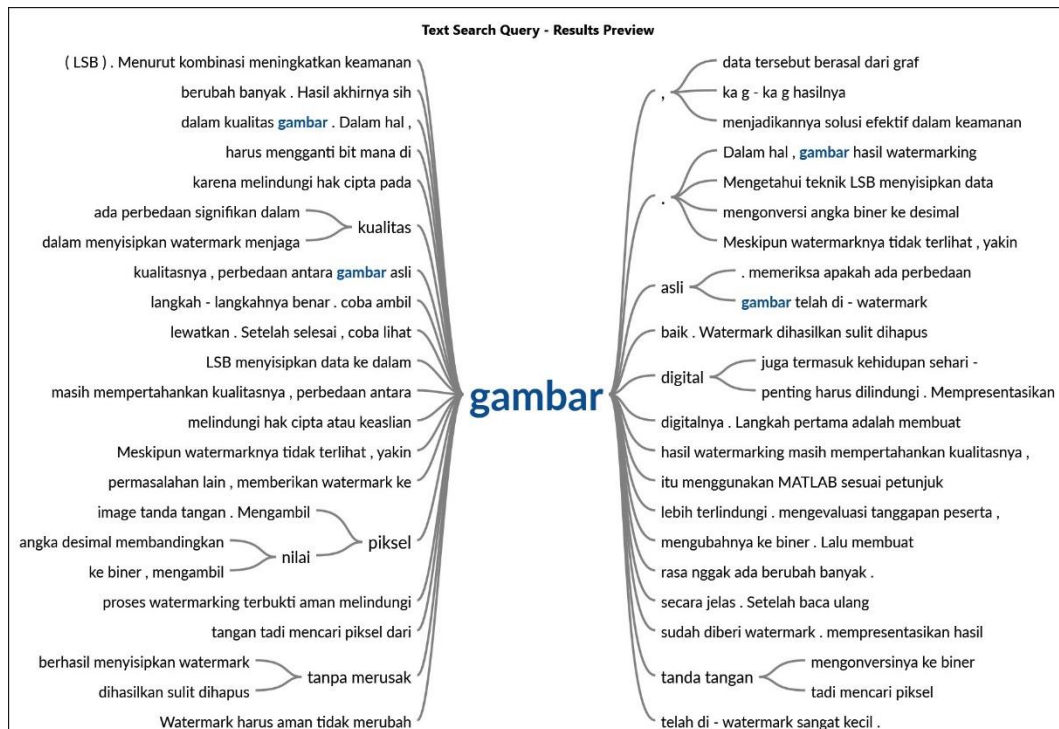 Text Search Query - Results Preview
( LSB ) . Menurut kombinasi meningkatkan keamanan
berubah banyak . Hasil akhirnya sih
dalam kualitas gambar . Dalam hal ,
harus mengganti bit mana di
karena melindungi hak cipta pada
ada perbedaan signifikan dalam
dalam menyisipkan watermark menjaga
kualitas
kualitasnya , perbedaan antara gambar asli
langkah - langkahnya benar . coba ambil
lewatkan . Setelah selesai , coba lihat
LSB menyisipkan data ke dalam
masih mempertahankan kualitasnya , perbedaan antara
melindungi hak cipta atau keaslian
Meskipun watermarknya tidak terlihat , yakin
permasalahan lain , memberikan watermark ke
image tanda tangan . Mengambil
angka desimal membandingkan
ke biner , mengambil
nilai
piksel
proses watermarking terbukti aman melindungi
tangan tadi mencari piksel dari
berhasil menyisipkan watermark
dihasilkan sulit dihapus
tanpa merusak
Watermark harus aman tidak merubah
gambar
,
data tersebut berasal dari graf
ka g - ka g hasilnya
menjadikannya solusi efektif dalam keamanan
.
Dalam hal , gambar hasil watermarking
Mengetahui teknik LSB menyisipkan data
mengonversi angka biner ke desimal
Meskipun watermarknya tidak terlihat , yakin
asli
. memeriksa apakah ada perbedaan
gambar telah di - watermark
baik . Watermark dihasilkan sulit dihapus
digital
juga termasuk kehidupan sehari -
penting harus dilindungi . Mempresentasikan
digitalnya . Langkah pertama adalah membuat
hasil watermarking masih mempertahankan kualitasnya ,
itu menggunakan MATLAB sesuai petunjuk
lebih terlindungi . mengevaluasi tanggapan peserta ,
mengubahnya ke biner . Lalu membuat
rasa nggak ada berubah banyak .
secara jelas . Setelah baca ulang
sudah diberi watermark . mempresentasikan hasil
tanda tangan
mengonversinya ke biner
tadi mencari piksel
telah di - watermark sangat kecil .